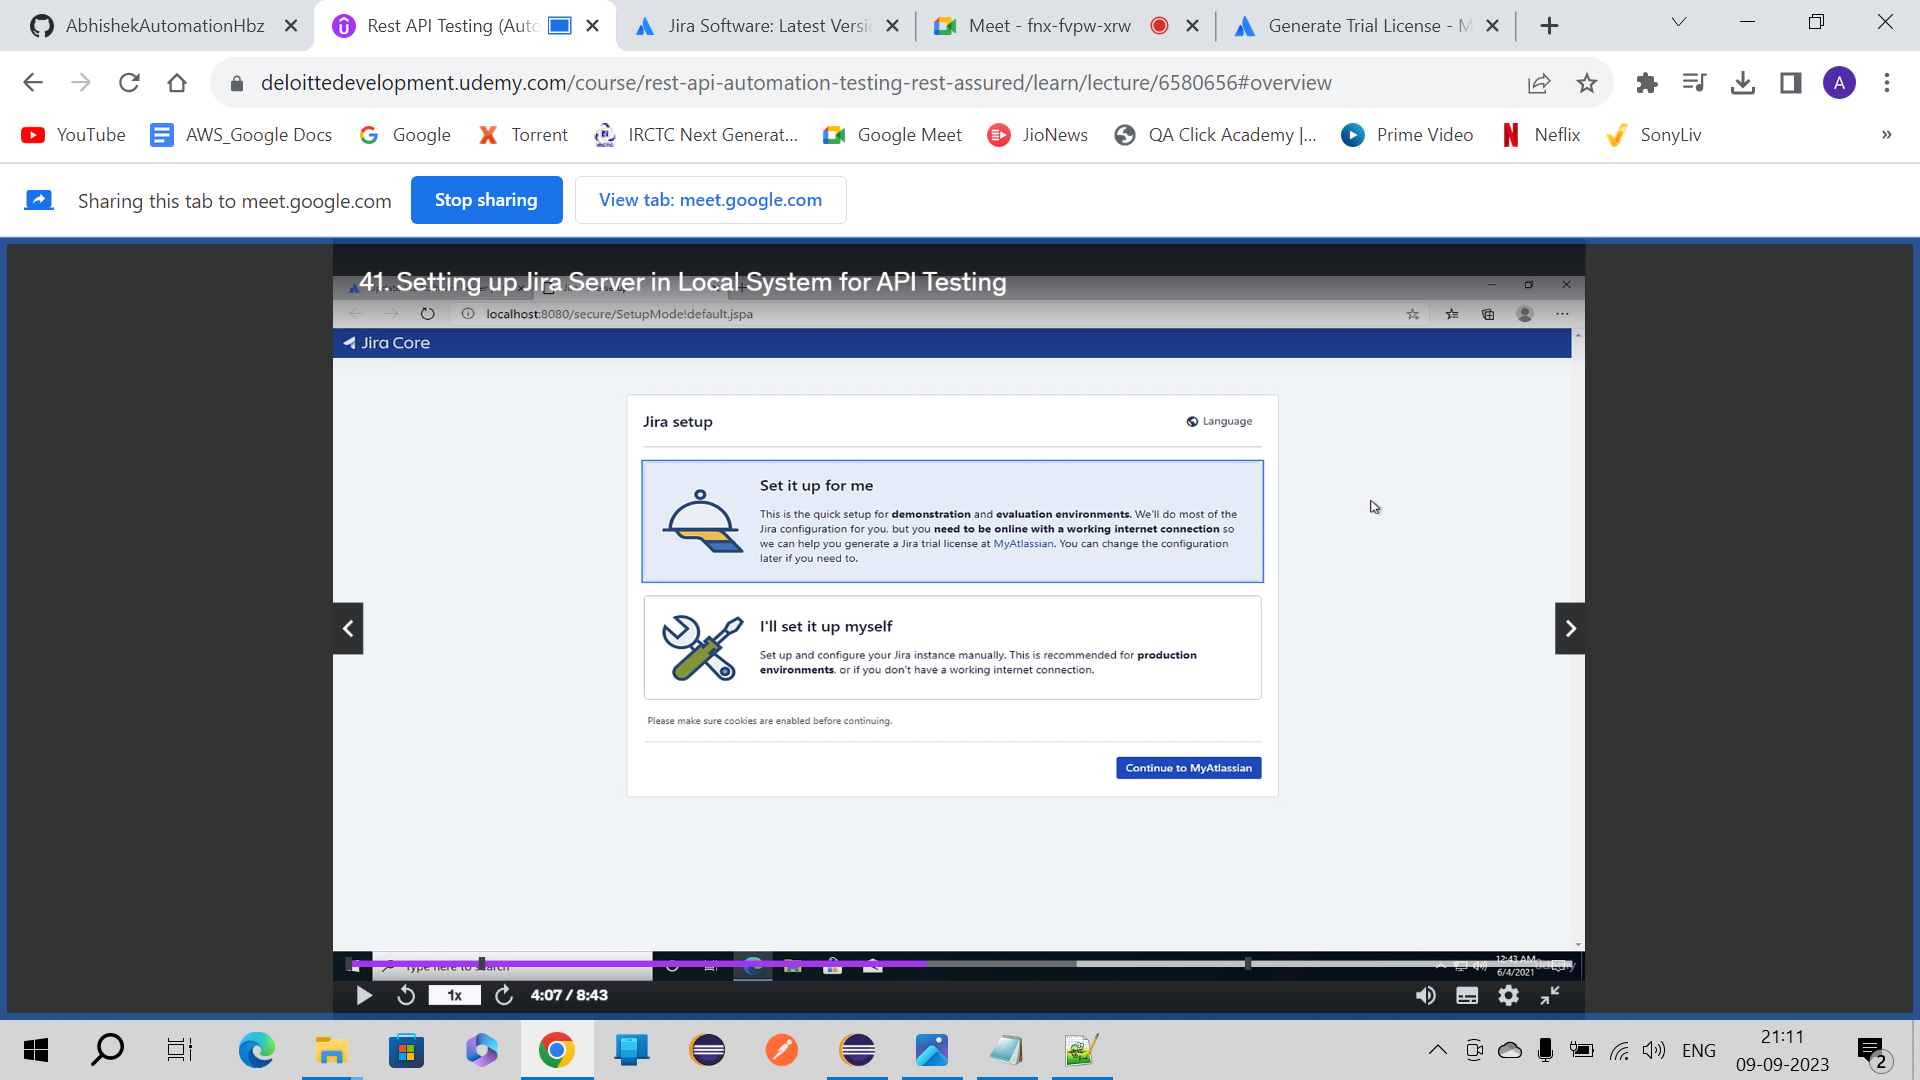 AbhishekAutomationHbz
Rest API Testing (Auto
Jira Software: Latest Versi
Meet - fnx-fvpw-xrw
Generate Trial License - M
deloittedevelopment.udemy.com/course/rest-api-automation-testing-rest-assured/learn/lecture/6580656#overview
A
YouTube
AWS_Google Docs
Google
Torrent
IRCTC Next Generat...
Google Meet
JioNews
QA Click Academy |...
Prime Video
Neflix
SonyLiv
»
Sharing this tab to meet.google.com
Stop sharing
View tab: meet.google.com
41. Setting up Jira Server in Local System for API Testing
localhost:8080/secure/SetupMode!default.jspa
Jira Core
Jira setup
Language
Set it up for me
This is the quick setup for demonstration and evaluation environments. We'll do most of the
Jira configuration for you, but you need to be online with a working internet connection so
we can help you generate a Jira trial license at MyAtlassian. You can change the configuration
later if you need to.
I'll set it up myself
Set up and configure your Jira instance manually. This is recommended for production
environments, or if you don't have a working internet connection.
Please make sure cookies are enabled before continuing.
Continue to MyAtlassian
Type here to search
12:43 AM
6/4/2021
1x
4:07 / 8:43
ENG
21:11
09-09-2023
2